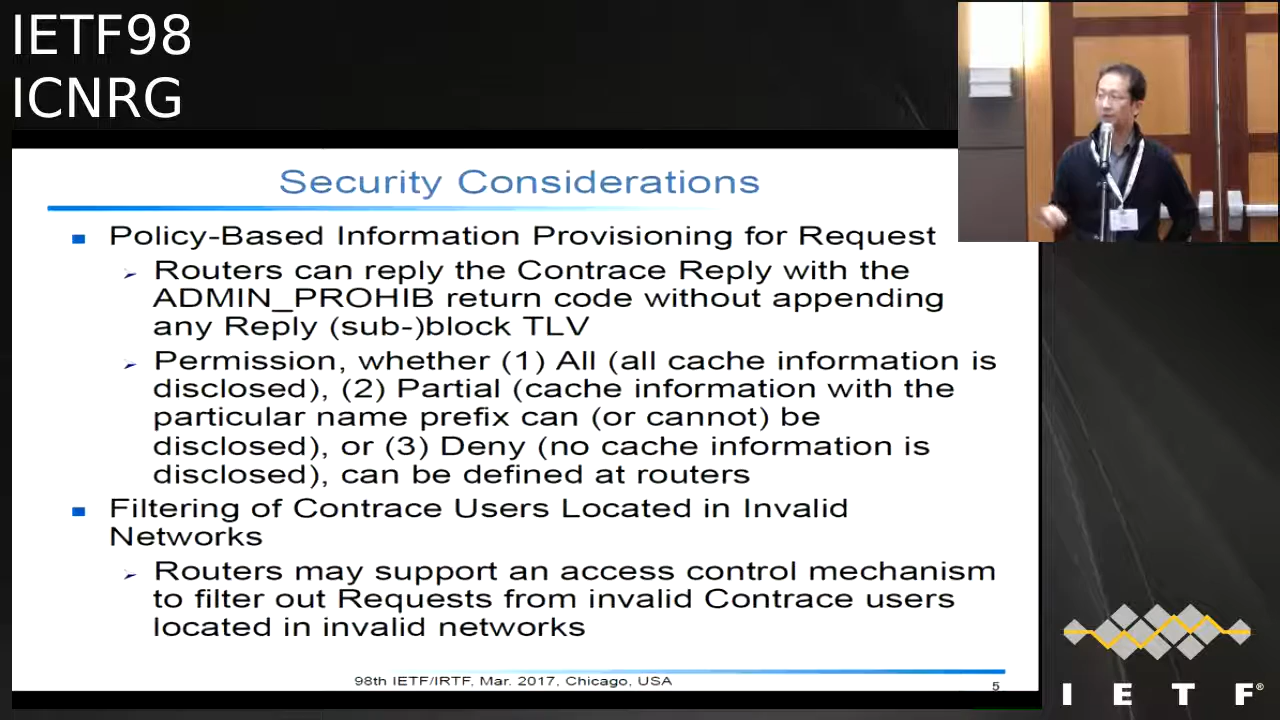 IETF98
ICNRG
Security Considerations
Policy-Based Information Provisioning for Request
Routers can reply the Contrace Reply with the
ADMIN_PROHIB return code without appending
any Reply (sub-)block TLV
Permission, whether (1) All (all cache information is
disclosed), (2) Partial (cache information with the
particular name prefix can (or cannot) be
disclosed), or (3) Deny (no cache information is
disclosed), can be defined at routers
Filtering of Contrace Users Located in Invalid
Networks
Routers may support an access control mechanism
to filter out Requests from invalid Contrace users
located in invalid networks
98th IETF/IRTF, Mar. 2017, Chicago, USA
5
I E T F®